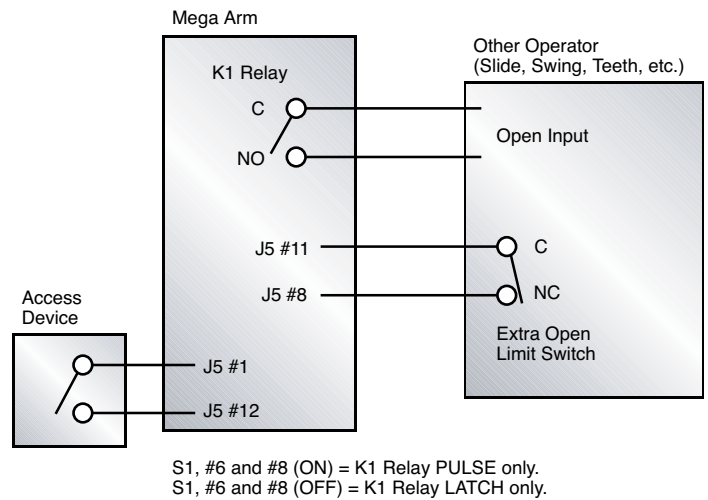 Mega Arm
Other Operator
(Slide, Swing, Teeth, etc.)
K1 Relay
C
NO
Open Input
J5 #11
C
J5 #8
NC
Extra Open
Limit Switch
Access
Device
J5 #1
J5 #12
S1, #6 and #8 (ON) = K1 Relay PULSE only.
S1, #6 and #8 (OFF) = K1 Relay LATCH only.